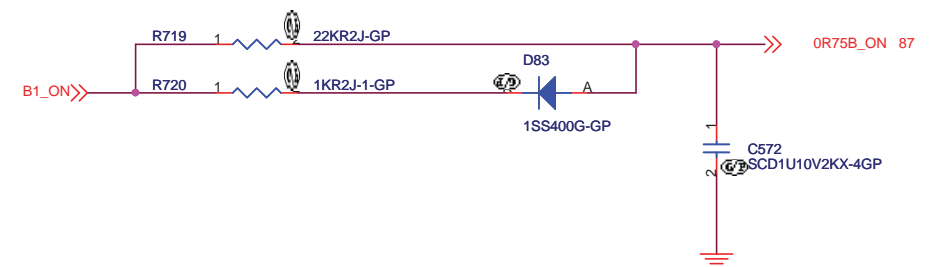 R719 1 22KR2J-GP
0R75B_ON 87
D83
B1_ON
R720 1 1KR2J-1-GP
A
1SS400G-GP
1
C572
2 SCD1U10V2KX-4GP